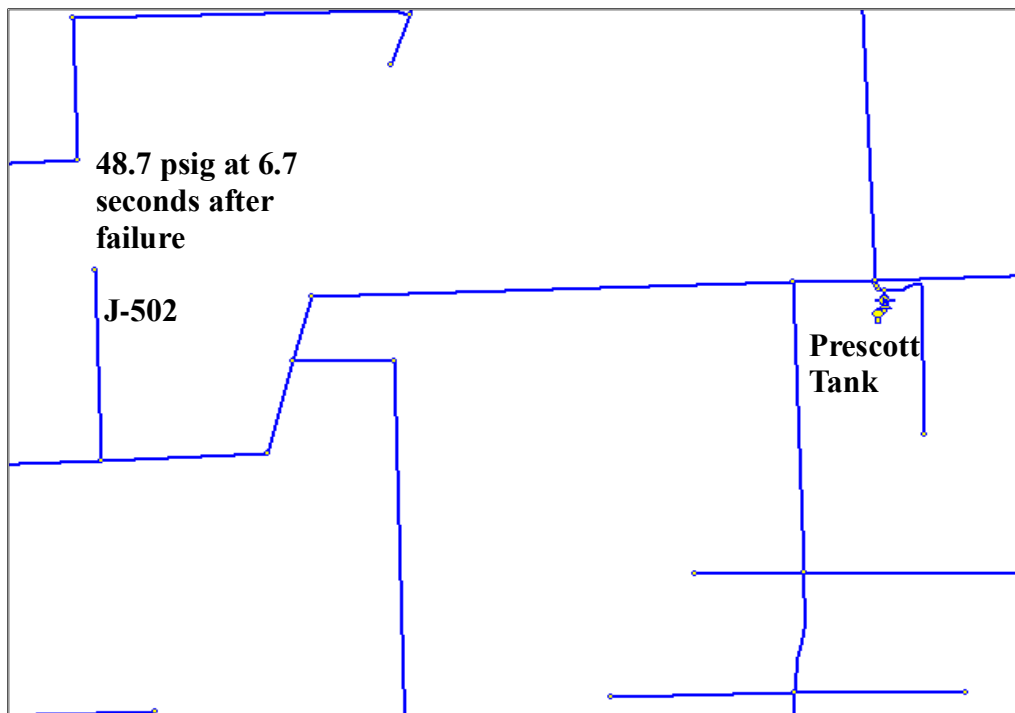 48.7 psig at 6.7
seconds after
failure
J-502
Prescott
Tank